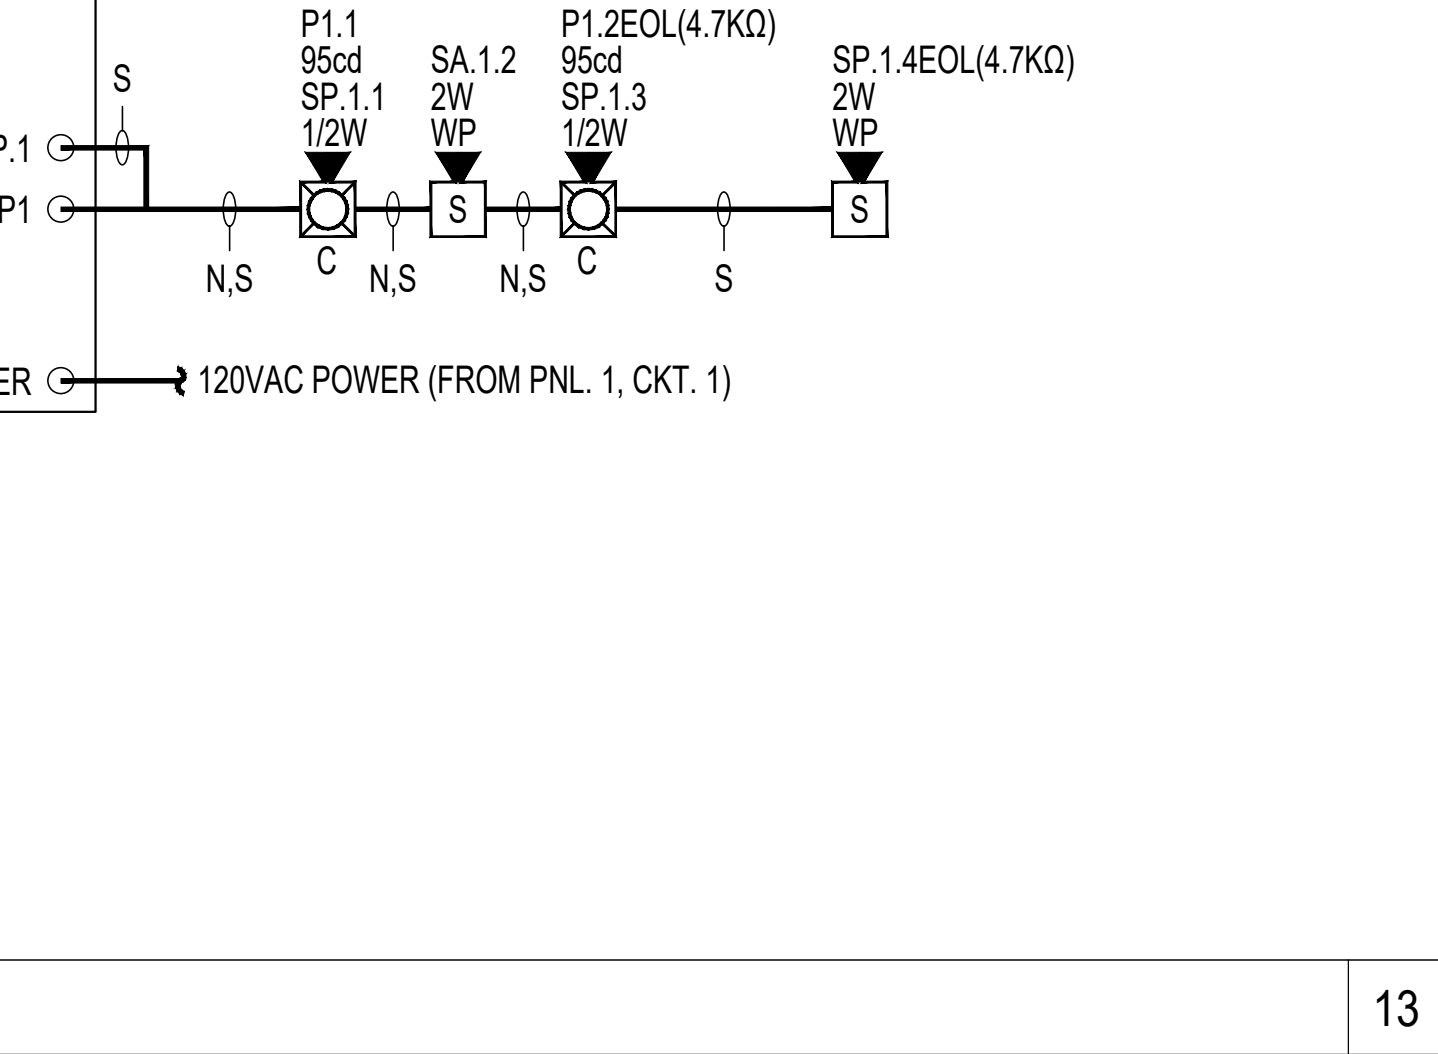 P1.1
95cd
SP.1.1
1/2W
SA.1.2
2W
WP
P1.2EOL(4.7KΩ)
95cd
SP.1.3
1/2W
SP.1.4EOL(4.7KΩ)
2W
WP
S
P.1
P1
S
S
C
C
N,S
N,S
N,S
S
ER
120VAC POWER (FROM PNL. 1, CKT. 1)
13